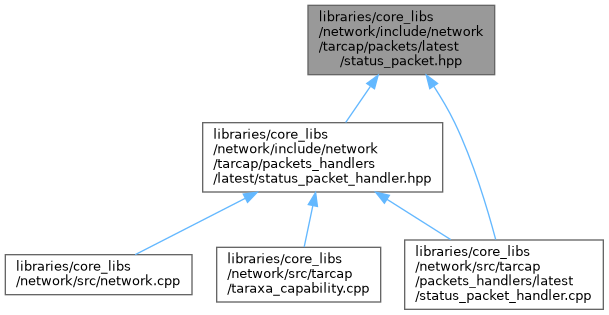 libraries/core_libs
/network/include/network
/tarcap/packets/latest
/status_packet.hpp
libraries/core_libs
/network/include/network
/tarcap/packets_handlers
/latest/status_packet_handler.hpp
libraries/core_libs
/network/src/network.cpp
libraries/core_libs
/network/src/tarcap
/taraxa_capability.cpp
libraries/core_libs
/network/src/tarcap
/packets_handlers/latest
/status_packet_handler.cpp